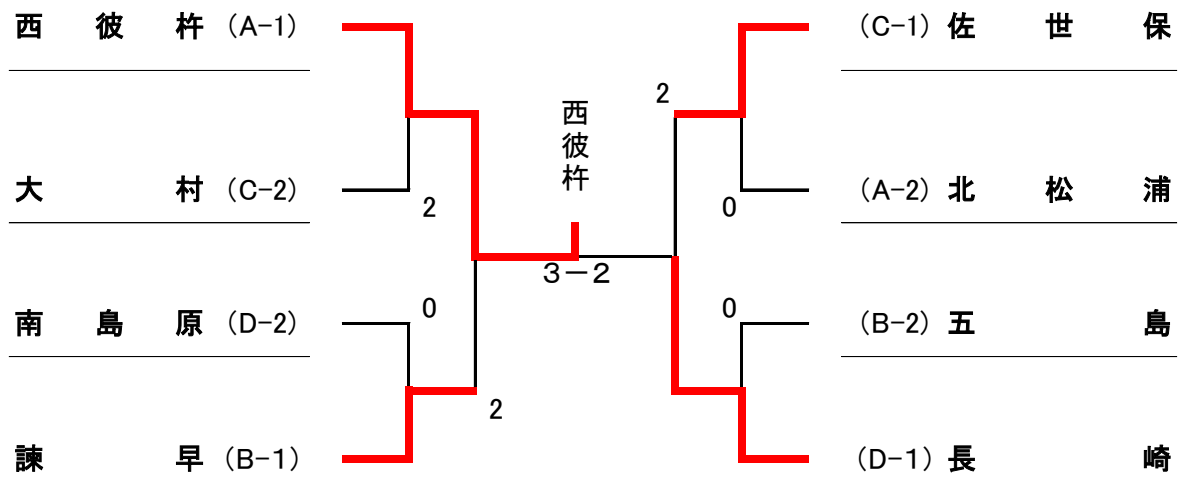 西彼杵 (A-1)
(C-1) 佐世保
2
西彼杵
大村 (C-2)
(A-2) 北松浦
2
0
3－2
0
0
南島原 (D-2)
(B-2) 五島
2
諫早 (B-1)
(D-1) 長崎